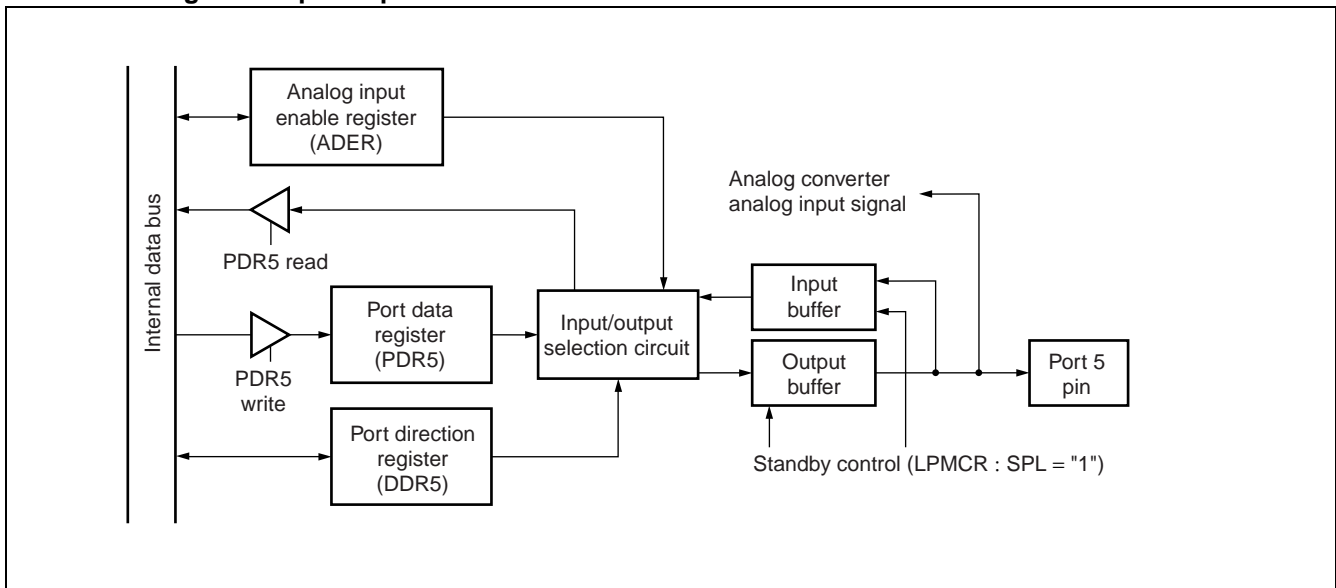 Analog input
enable register
(ADER)
Internal data bus
PDR5 read
Analog converter
analog input signal
Port data
register
(PDR5)
PDR5
write
Input/output
selection circuit
Input
buffer
Output
buffer
Port 5
pin
Port direction
register
(DDR5)
Standby control (LPMCR : SPL = "1")